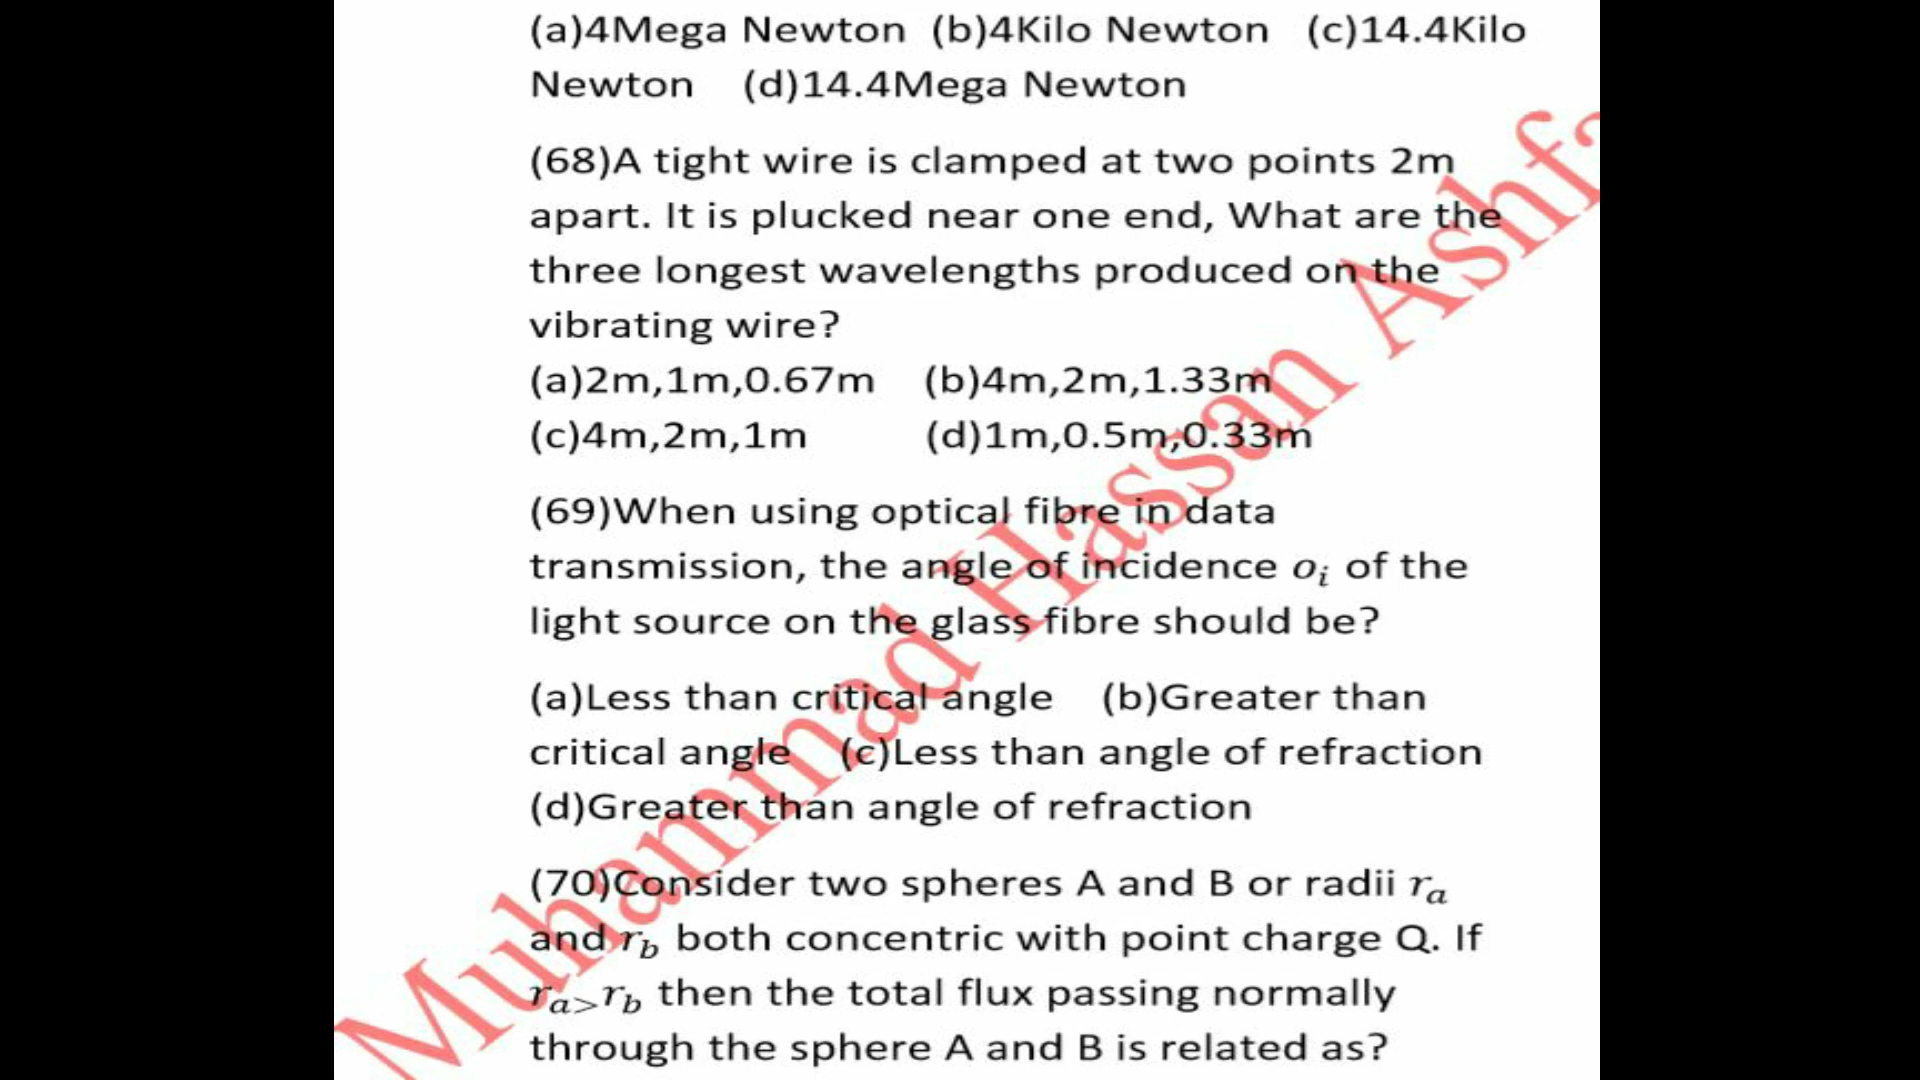 (a)4Mega Newton (b)4Kilo Newton (c)14.4Kilo
Newton (d)14.4Mega Newton
(68)A tight wire is clamped at two points 2m
apart. It is plucked near one end, What are the
three longest wavelengths produced on the
vibrating wire?
(a)2m,1m,0.67m (b)4m,2m,1.33m
(c)4m,2m,1m (d)1m,0.5m,0.33m
(69)When using optical fibre in data
transmission, the angle of incidence oᵢ of the
light source on the glass fibre should be?
(a)Less than critical angle (b)Greater than
critical angle (c)Less than angle of refraction
(d)Greater than angle of refraction
(70)Consider two spheres A and B or radii rₐ
and r_b both concentric with point charge Q. If
r_a>r_b then the total flux passing normally
through the sphere A and B is related as?
Muhammad Hassan